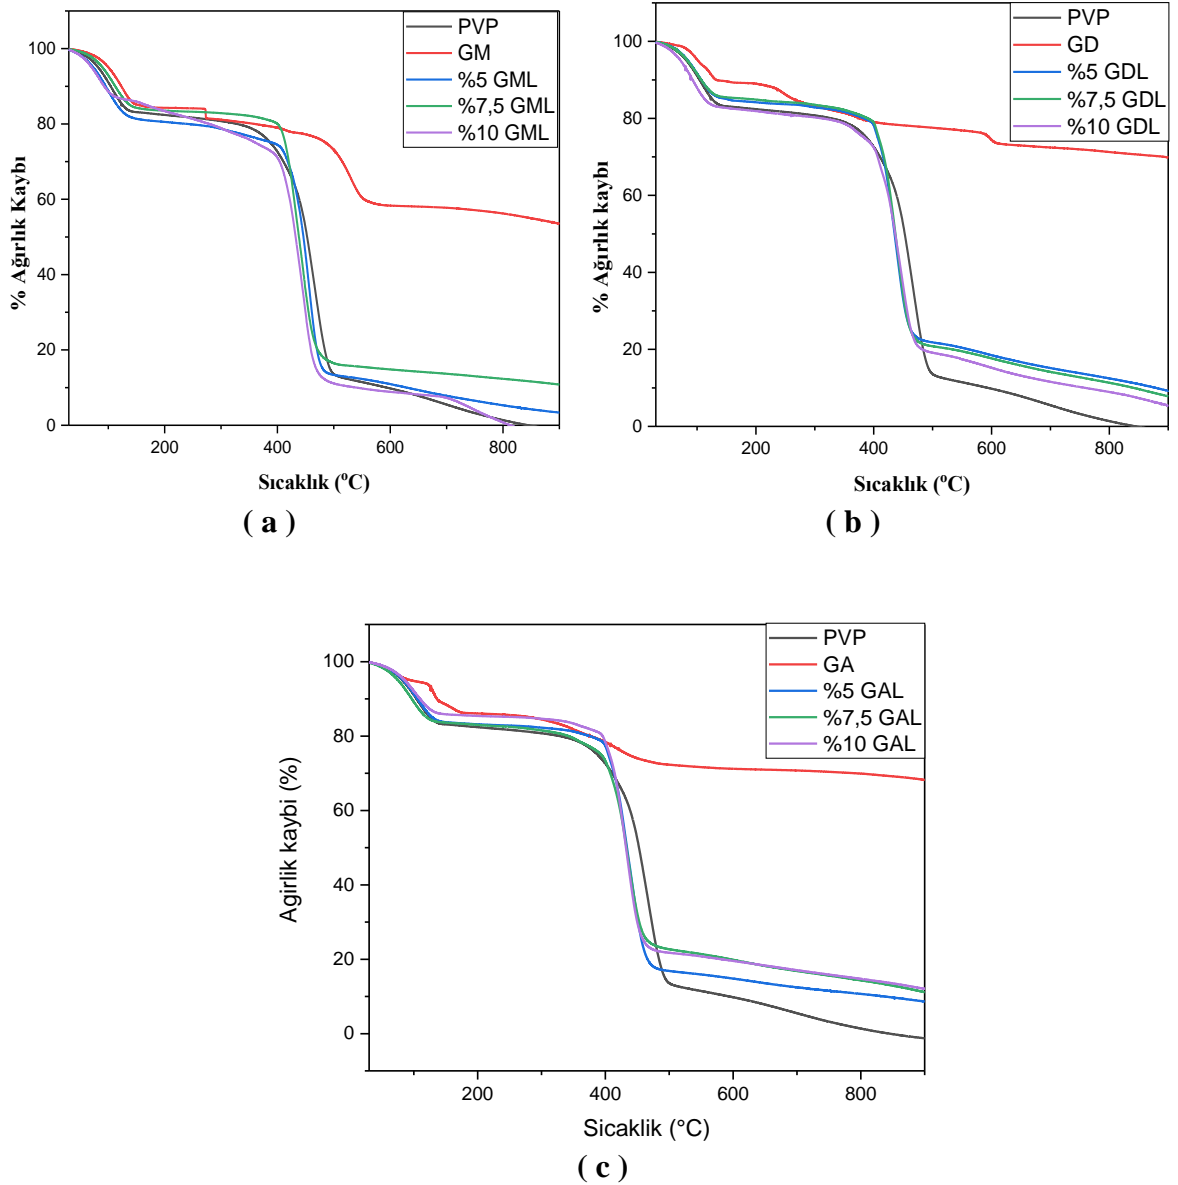 PVP
GM
%5 GML
%7,5 GML
%10 GML
100
80
60
40
20
0
% Ağırlık Kaybı
200
400
600
800
Sıcaklık (°C)
( a )
PVP
GD
%5 GDL
%7,5 GDL
%10 GDL
100
80
60
40
20
0
% Ağırlık kaybı
200
400
600
800
Sıcaklık (°C)
( b )
PVP
GA
%5 GAL
%7,5 GAL
%10 GAL
100
80
60
40
20
0
Agirlik kaybi (%)
200
400
600
800
Sicaklik (°C)
( c )